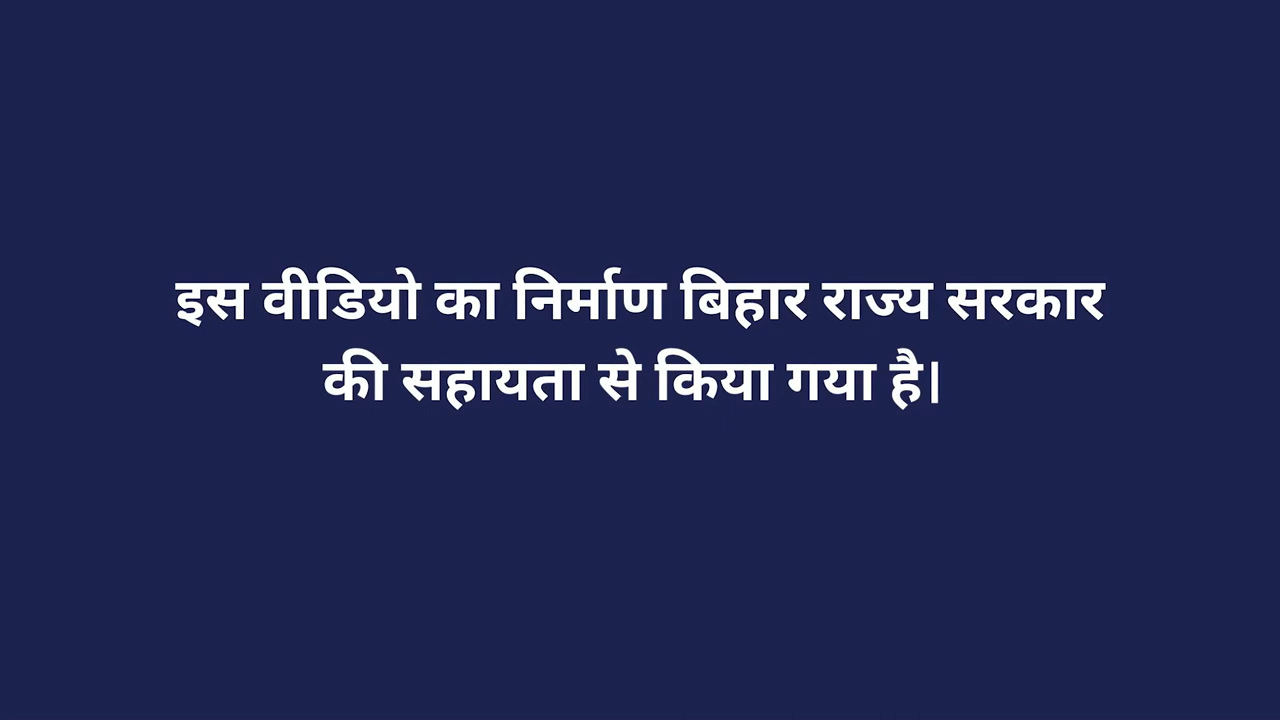 इस वीडियो का निर्माण बिहार राज्य सरकार
की सहायता से किया गया है।